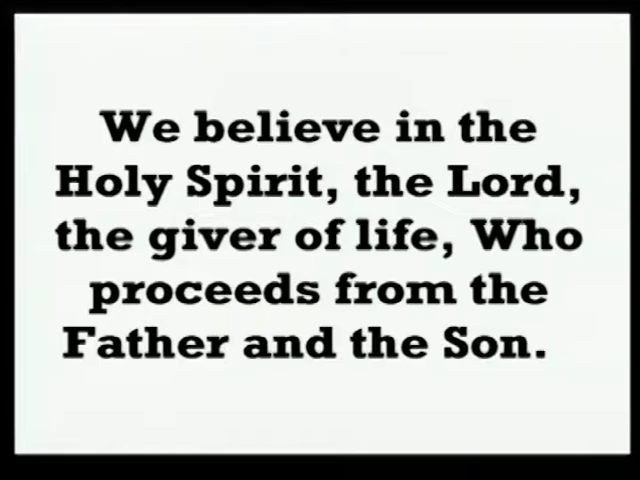 We believe in the
Holy Spirit, the Lord,
the giver of life, Who
proceeds from the
Father and the Son.